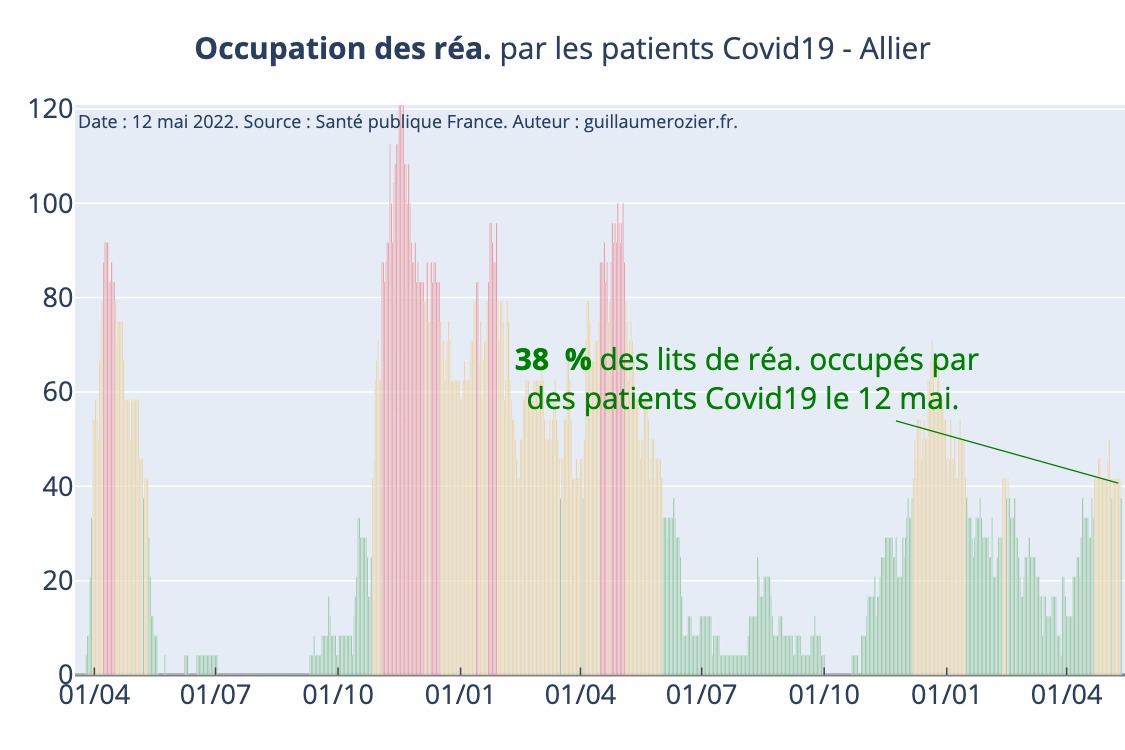 Occupation des réa. par les patients Covid19 - Allier
120
Date : 12 mai 2022. Source : Santé publique France. Auteur : guillaumerozier.fr.
100
80
38 % des lits de réa. occupés par
des patients Covid19 le 12 mai.
60
40
20
0
01/04 01/07 01/10 01/01 01/04 01/07 01/10 01/01 01/04